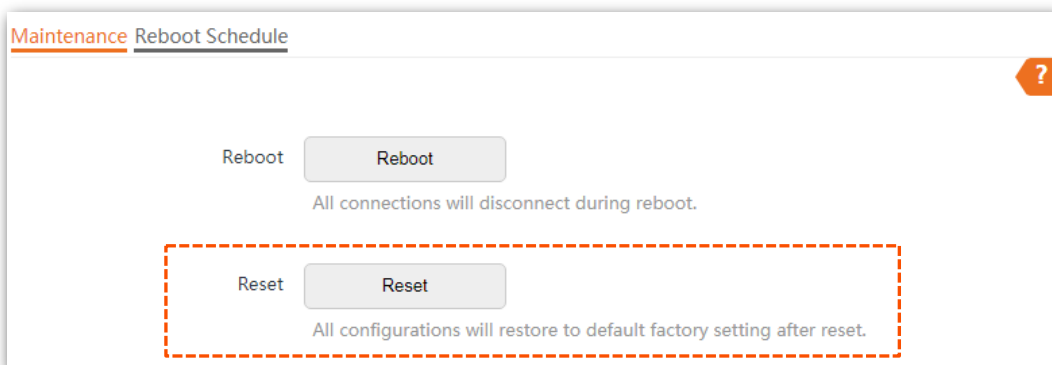 Maintenance Reboot Schedule
?
Reboot Reboot
All connections will disconnect during reboot.
Reset Reset
All configurations will restore to default factory setting after reset.